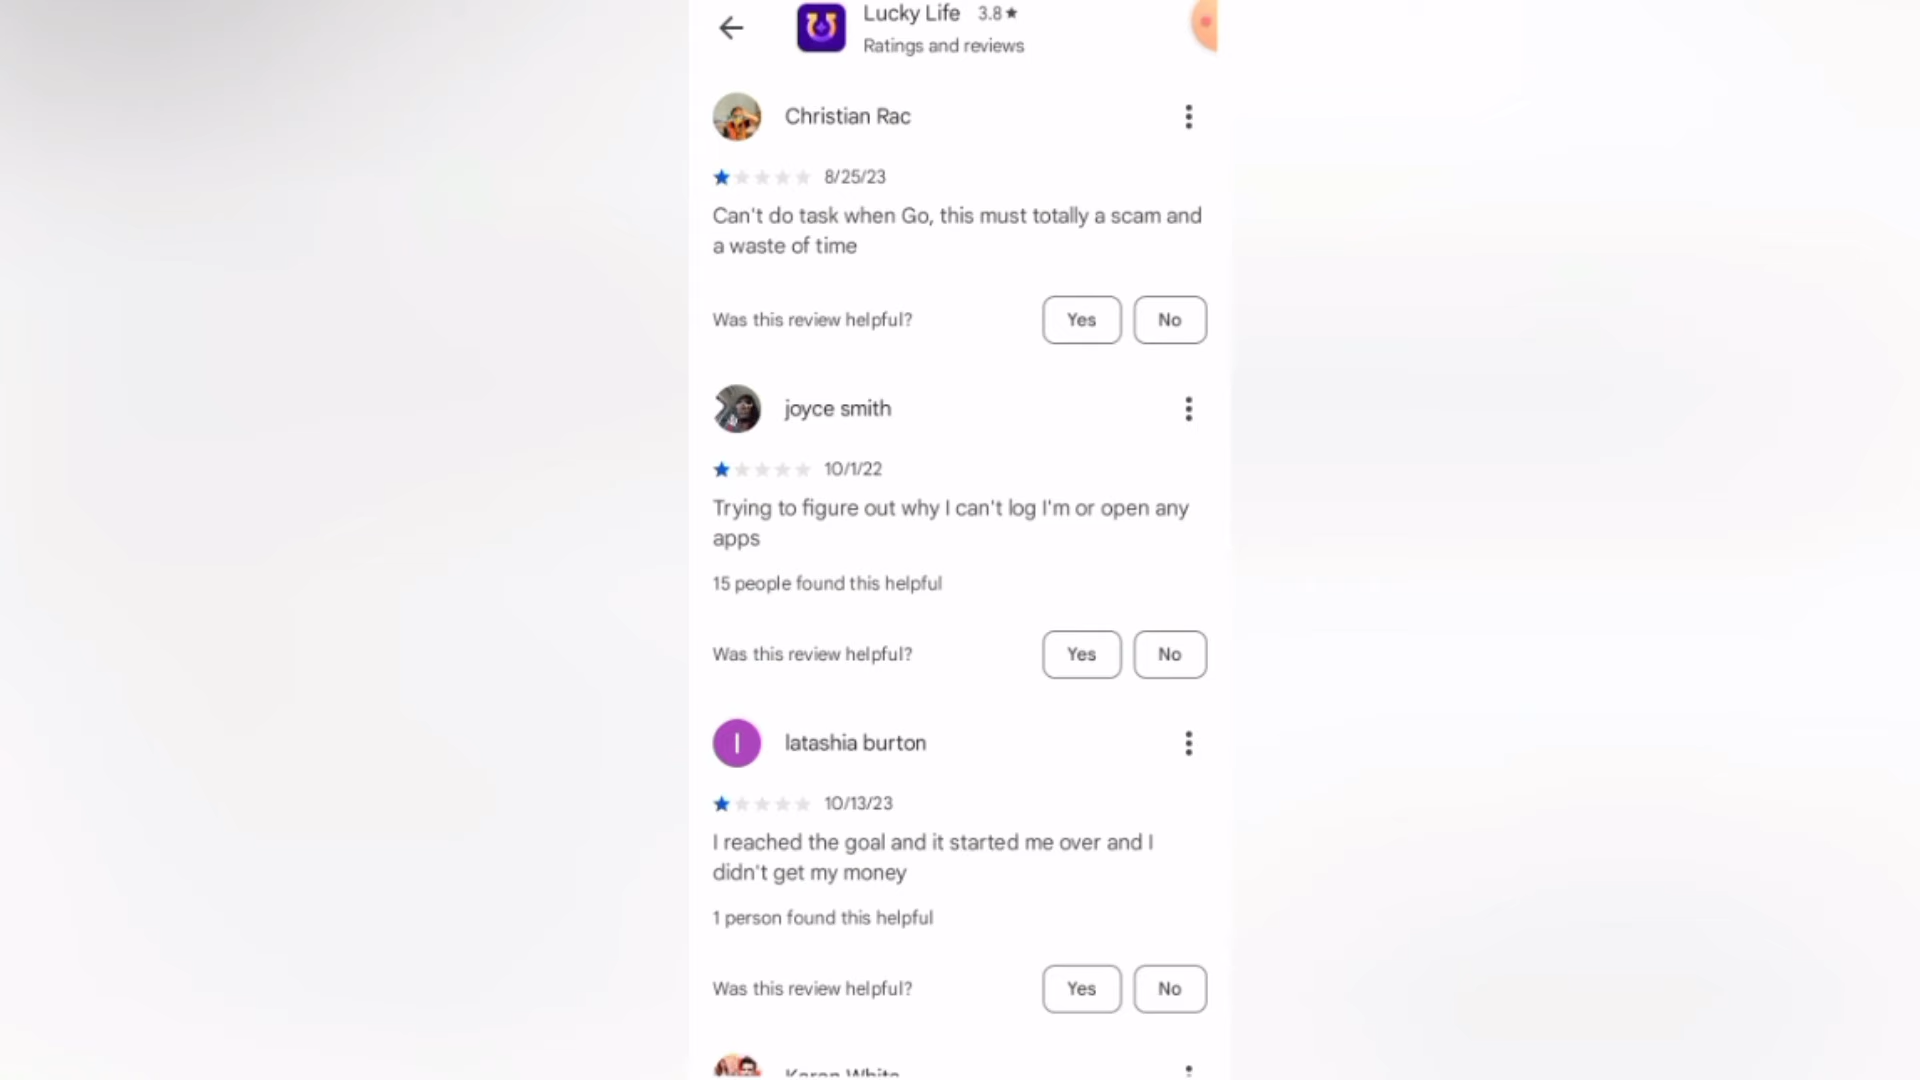 Lucky Life 3.8★
Ratings and reviews
Christian Rac
8/25/23
Can't do task when Go, this must totally a scam and
a waste of time
Was this review helpful? Yes No
joyce smith
10/1/22
Trying to figure out why I can't log I'm or open any
apps
15 people found this helpful
Was this review helpful? Yes No
l
latashia burton
10/13/23
I reached the goal and it started me over and I
didn't get my money
1 person found this helpful
Was this review helpful? Yes No
Karen White